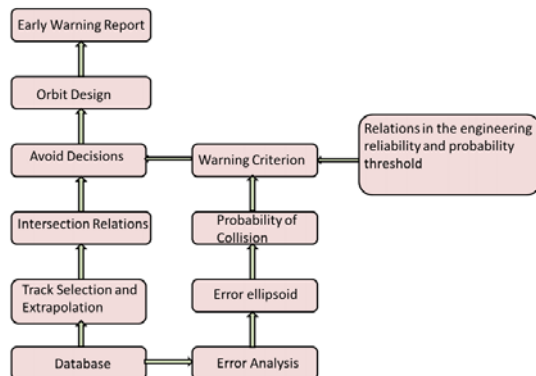 Early Warning Report
Orbit Design
Avoid Decisions
Warning Criterion
Relations in the engineering
reliability and probability
threshold
Intersection Relations
Probability of
Collision
Track Selection and
Extrapolation
Error ellipsoid
Database
Error Analysis